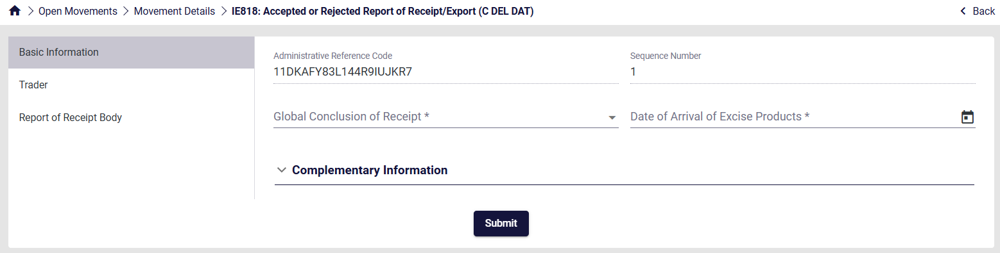 Open Movements > Movement Details > IE818: Accepted or Rejected Report of Receipt/Export (C DEL DAT)
Back
Basic Information
Trader
Report of Receipt Body
Administrative Reference Code
11DKAFY83L144R9IUJKR7
Sequence Number
1
Global Conclusion of Receipt *
Date of Arrival of Excise Products *
Complementary Information
Submit